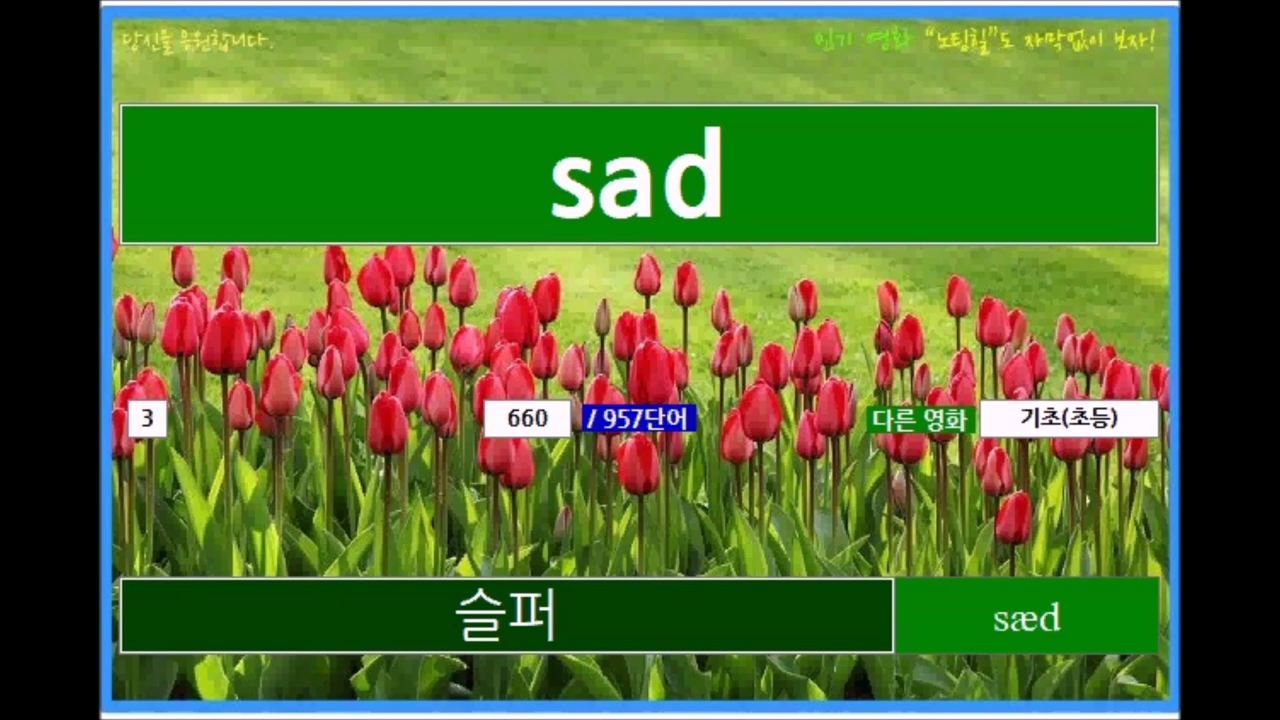 당신을 응원합니다.
인기 영화 “노팅힐”도 자막없이 보자!
sad
3
660 / 957단어
다른 영화 기초(초등)
슬퍼
sæd